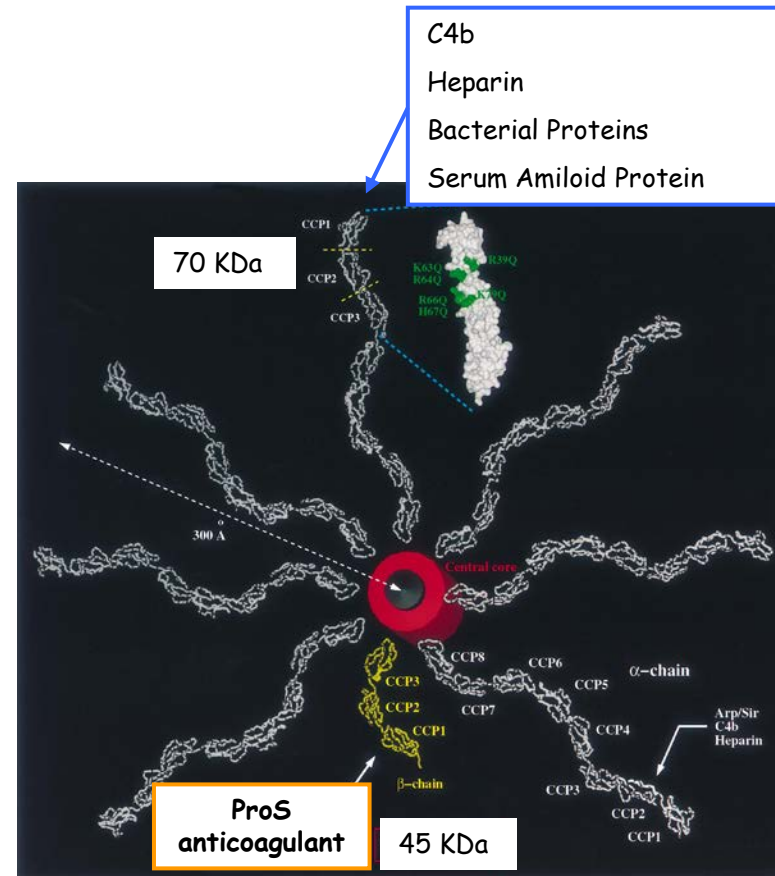 C4b
Heparin
Bacterial Proteins
Serum Amiloid Protein
CCP1
70 KDa
CCP2
CCP3
K63Q
R39Q
R64Q
K79Q
R66Q
H67Q
300 Å
Central core
CCP8
CCP7
CCP6
CCP5
α-chain
CCP4
Arp/Sir
C4b
Heparin
CCP3
CCP2
CCP1
CCP3
CCP2
CCP1
β-chain
ProS
anticoagulant
45 KDa